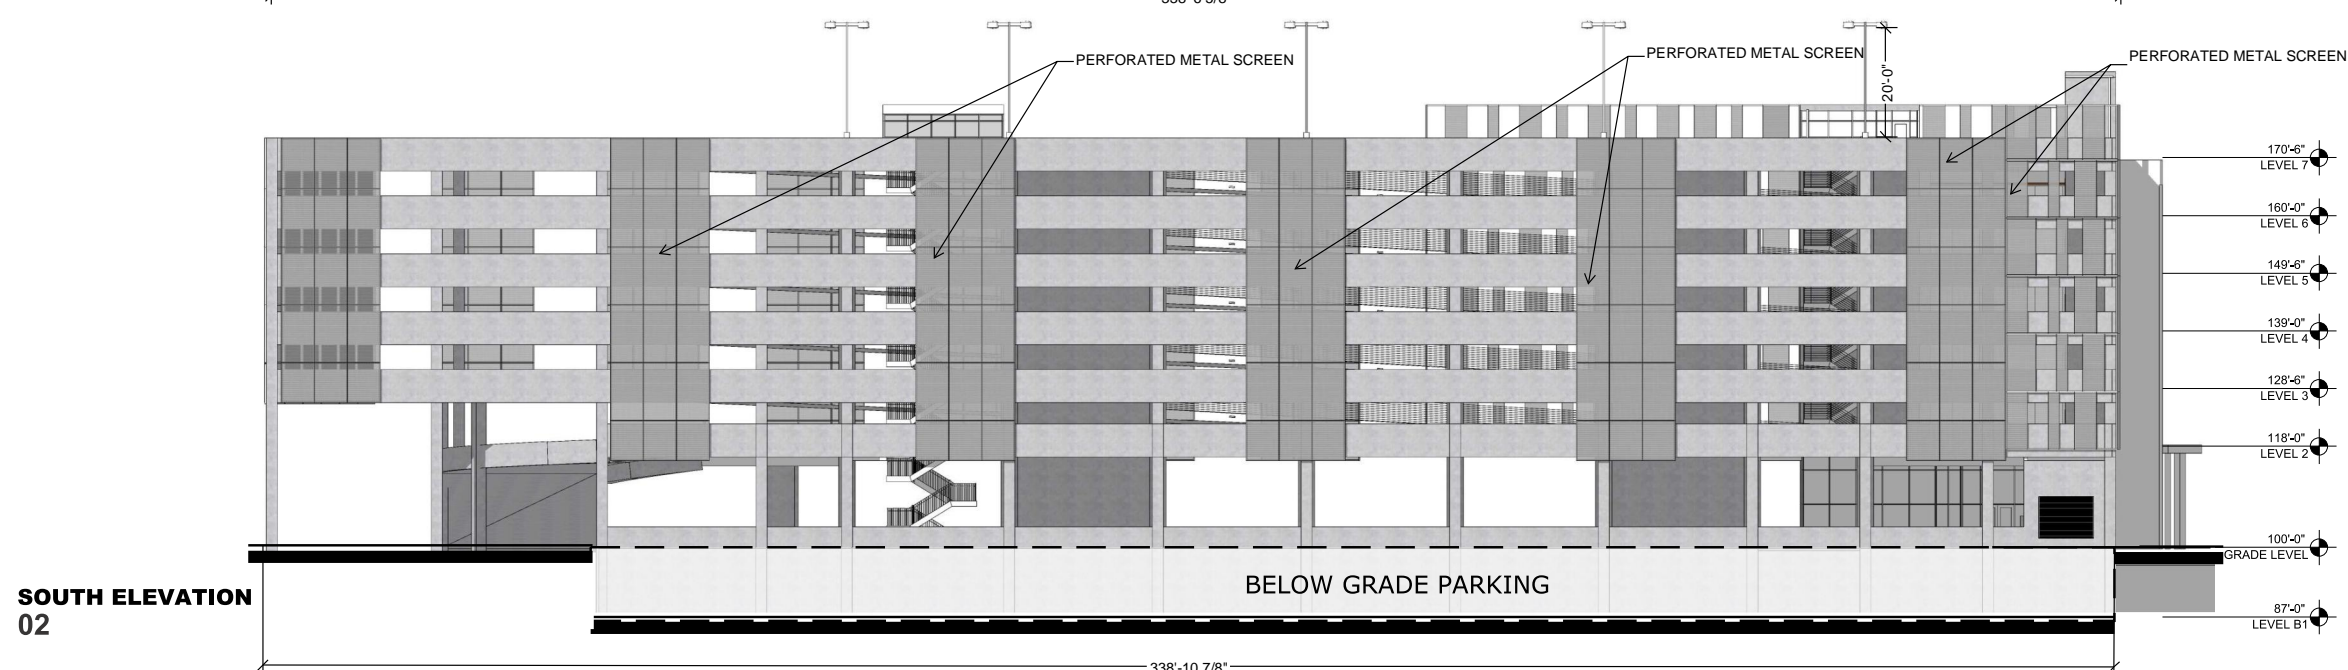 PERFORATED METAL SCREEN
PERFORATED METAL SCREEN
PERFORATED METAL SCREEN
20'-0"
170'-6"
LEVEL 7
160'-0"
LEVEL 6
149'-6"
LEVEL 5
139'-0"
LEVEL 4
128'-6"
LEVEL 3
118'-0"
LEVEL 2
100'-0"
GRADE LEVEL
BELOW GRADE PARKING
SOUTH ELEVATION
02
87'-0"
LEVEL B1
338'-10 7/8"